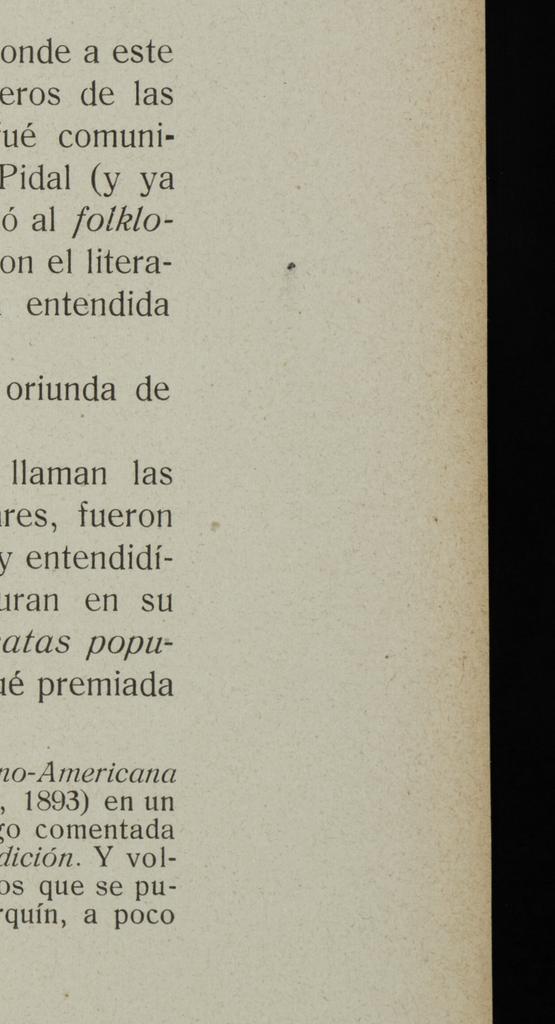 onde a este
eros de las
fué comuni-
Pidal (y ya
ó al folklo-
on el litera-
entendida
oriunda de
llaman las
ares, fueron
y entendidí-
uran en su
atas popu-
ué premiada
no-Americana
, 1893) en un
go comentada
dición. Y vol-
os que se pu-
rquín, a poco